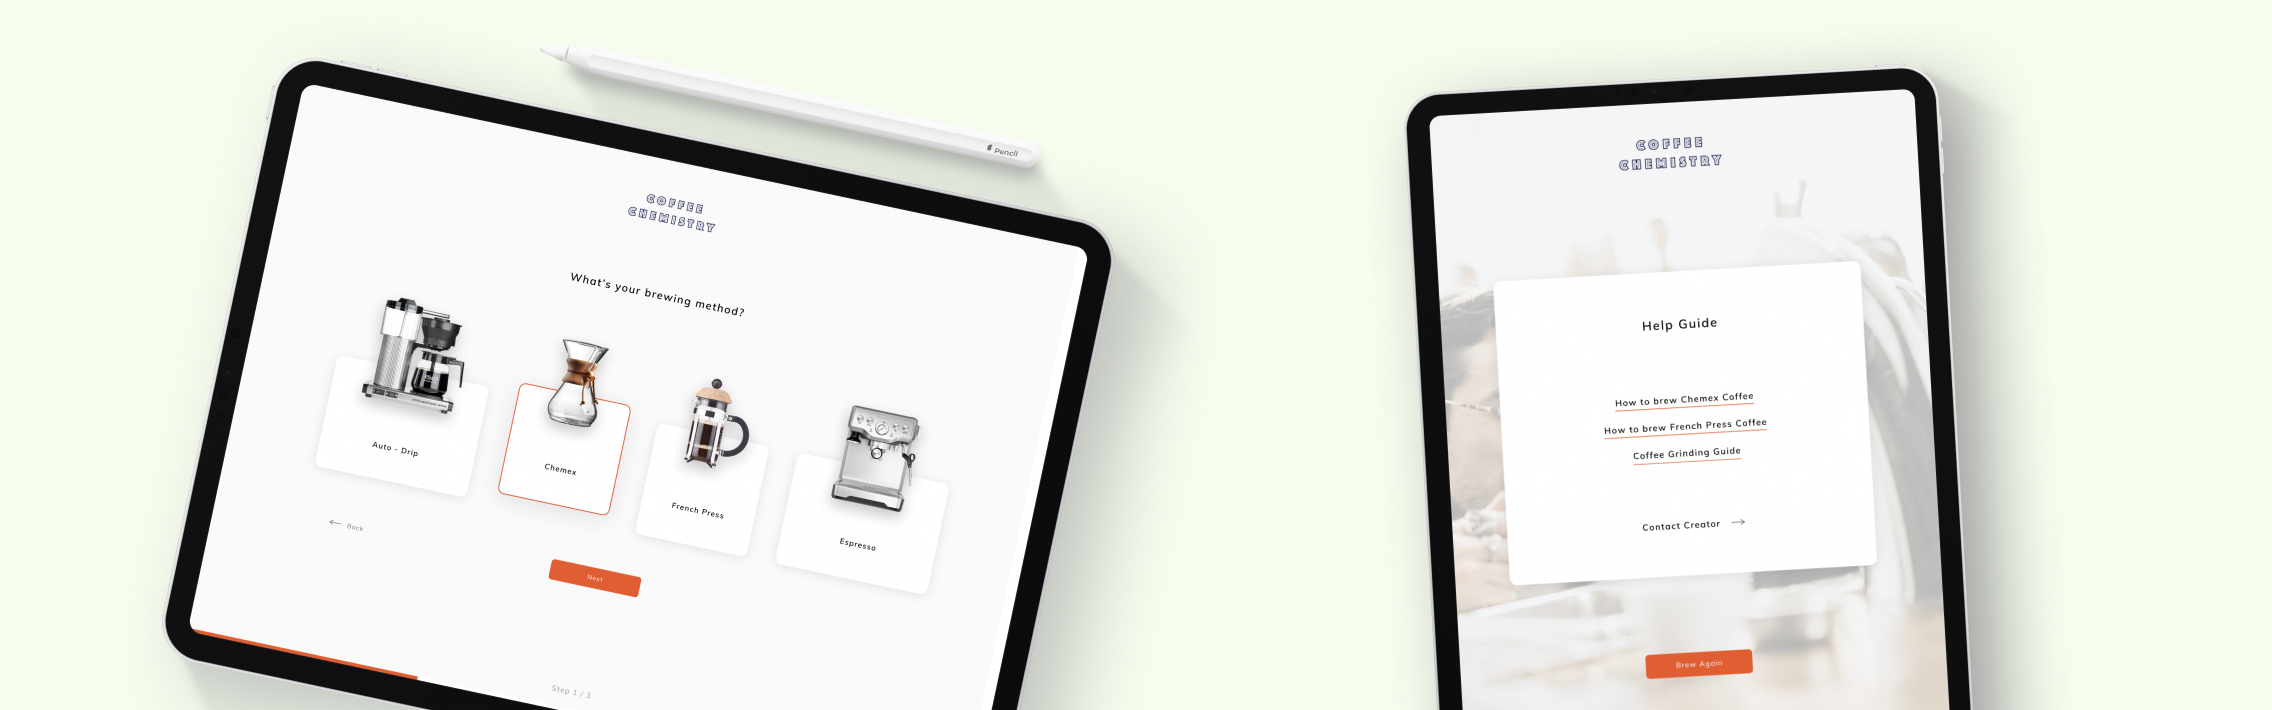 Pencil
COFFEE
CHEMISTRY
What's your brewing method?
Auto - Drip
Chemex
French Press
Espresso
Back
Next
Step 1 / 3
COFFEE
CHEMISTRY
Help Guide
How to brew Chemex Coffee
How to brew French Press Coffee
Coffee Grinding Guide
Contact Creator
Brew Again